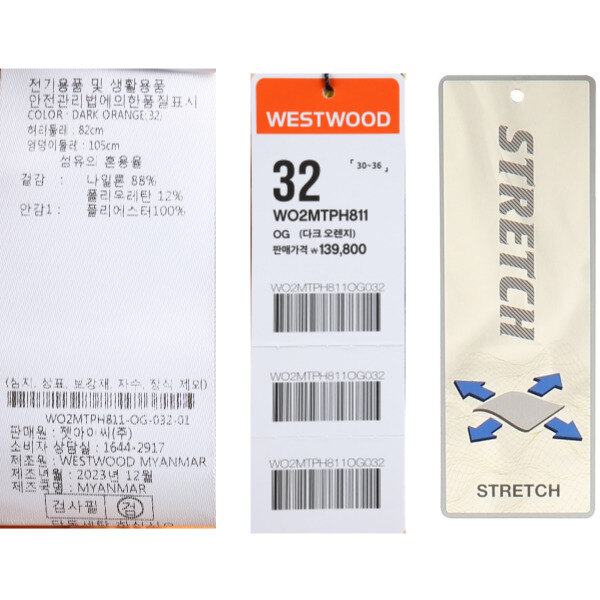 전기용품 및 생활용품
안전관리법에의한품질표시
COLOR : DARK ORANGE:32
허리둘레 : 82cm
엉덩이둘레 : 105cm
섬유의 혼용율
겉감 : 나일론 88%
폴리우레탄 12%
안감1 : 폴리에스터100%
(심지, 상표, 보강재, 자수, 장식 제외)
WO2MTPH811-OG-032-01
판매원 : 젯아이씨(주)
소비자 상담실 : 1644-2917
제조원 : WESTWOOD MYANMAR
제조년월 : 2023년 12월
제조국 : MYANMAR
검사필 검
WESTWOOD
32 「30~36」
WO2MTPH811
OG (다크 오렌지)
판매가격 ₩139,800
WO2MTPH811OG032
WO2MTPH811OG032
WO2MTPH811OG032
STRETCH
STRETCH